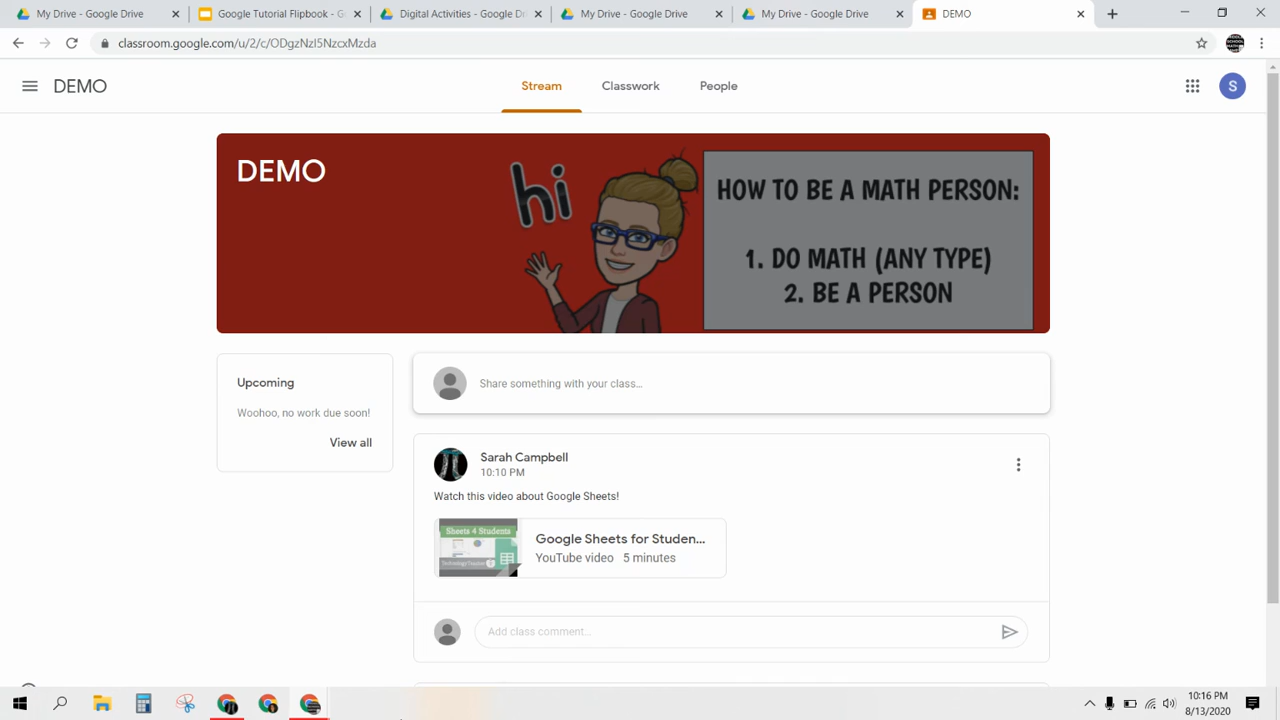 My Drive - Google Drive
Google Tutorial Flipbook - G
Digital Activities - Google Dri
My Drive - Google Drive
My Drive - Google Drive
DEMO
classroom.google.com/u/2/c/ODgzNzI5NzcxMzda
DEMO
Stream
Classwork
People
S
DEMO
hi
HOW TO BE A MATH PERSON:
1. DO MATH (ANY TYPE)
2. BE A PERSON
Upcoming
Woohoo, no work due soon!
View all
Share something with your class...
Sarah Campbell
10:10 PM
Watch this video about Google Sheets!
Sheets 4 Students
Google Sheets for Studen...
YouTube video 5 minutes
Add class comment...
10:16 PM
8/13/2020